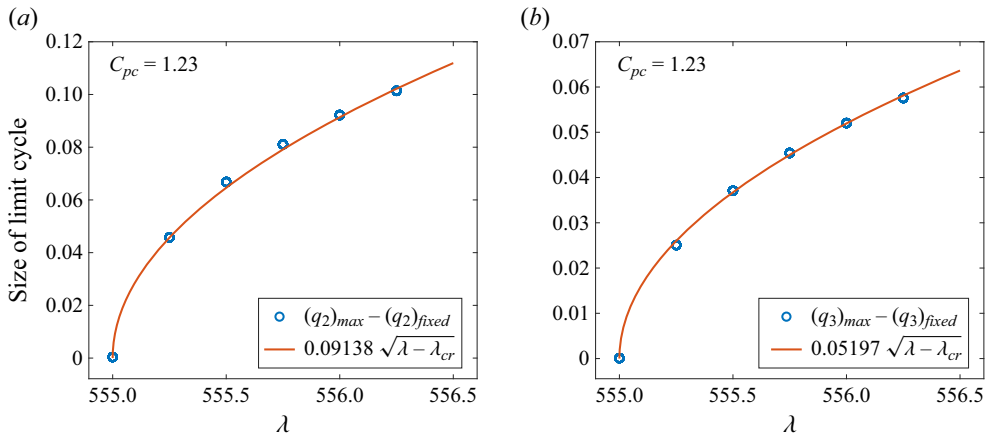 (a)
C_pc = 1.23
0.12
0.10
0.08
0.06
0.04
0.02
0
Size of limit cycle
555.0
555.5
556.0
556.5
λ
(q₂)max – (q₂)fixed
0.09138 √(λ – λcr)
(b)
C_pc = 1.23
0.07
0.06
0.05
0.04
0.03
0.02
0.01
0
555.0
555.5
556.0
556.5
λ
(q₃)max – (q₃)fixed
0.05197 √(λ – λcr)